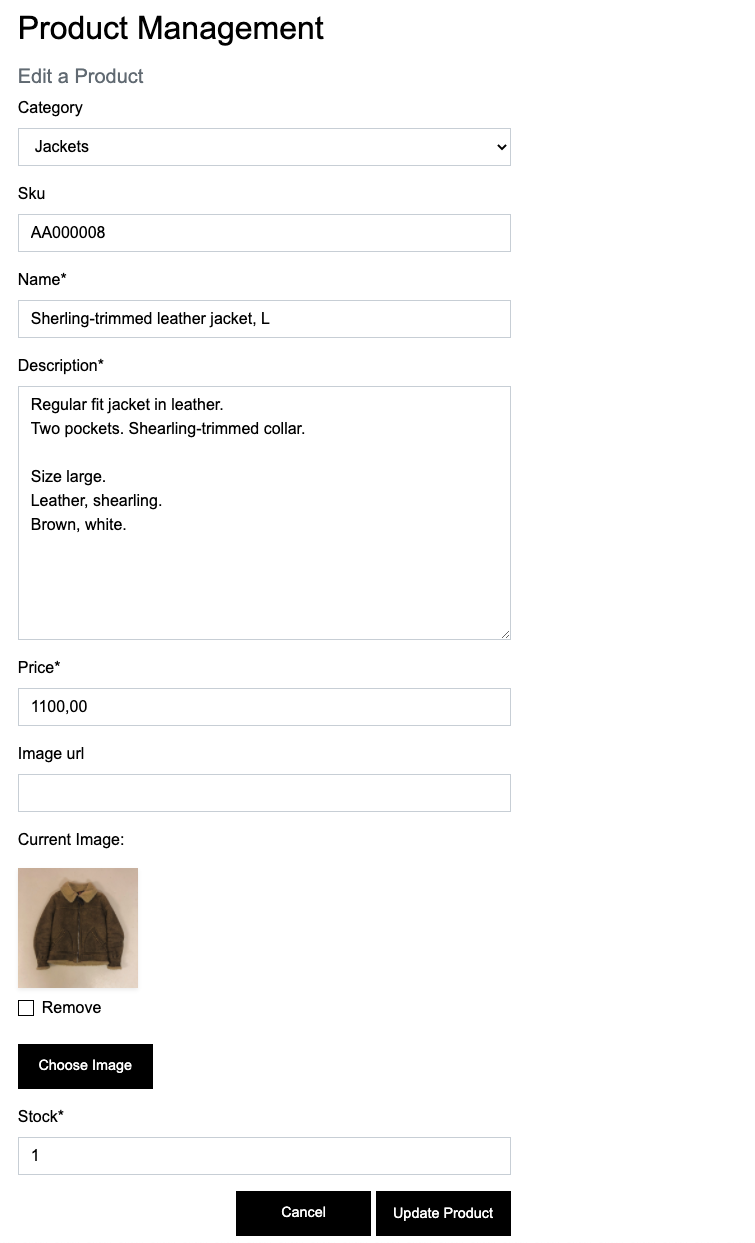 Product Management
Edit a Product
Category
Jackets
Sku
AA000008
Name*
Sherling-trimmed leather jacket, L
Description*
Regular fit jacket in leather.
Two pockets. Shearling-trimmed collar.
Size large.
Leather, shearling.
Brown, white.
Price*
1100,00
Image url
Current Image:
Remove
Choose Image
Stock*
1
Cancel Update Product